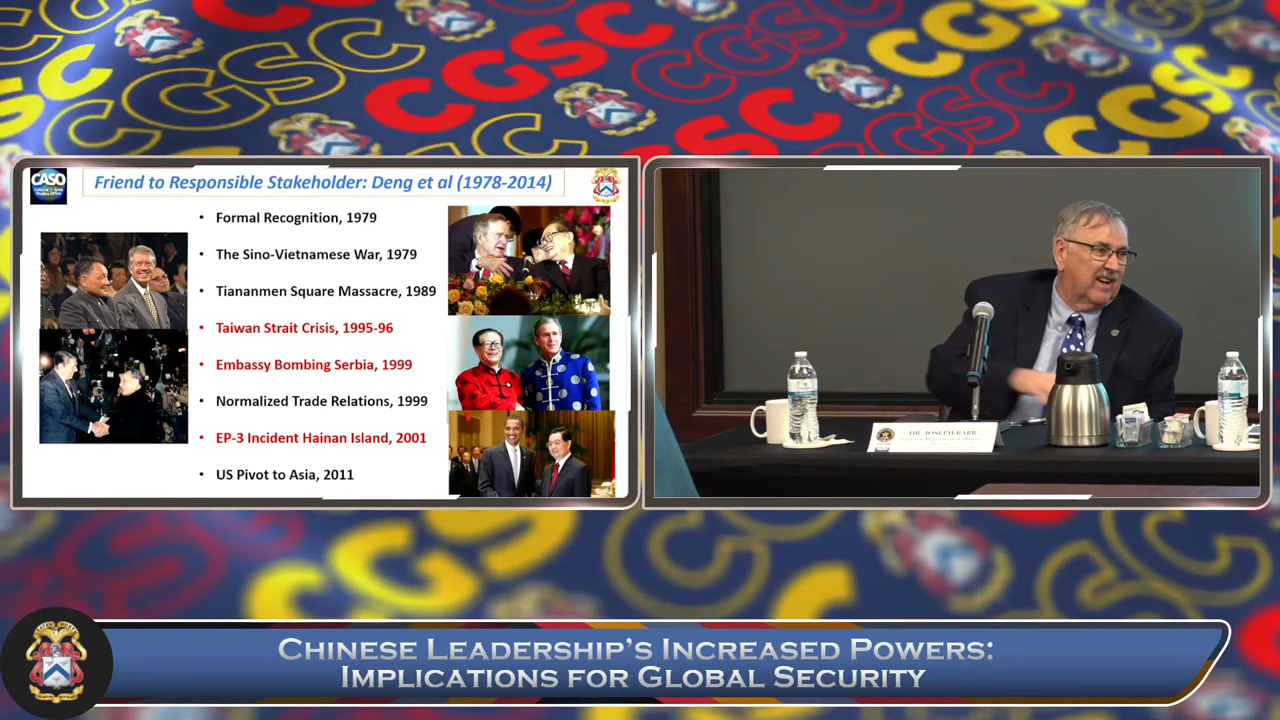 CGSC
CASO
Friend to Responsible Stakeholder: Deng et al (1978-2014)
• Formal Recognition, 1979
• The Sino-Vietnamese War, 1979
• Tiananmen Square Massacre, 1989
• Taiwan Strait Crisis, 1995-96
• Embassy Bombing Serbia, 1999
• Normalized Trade Relations, 1999
• EP-3 Incident Hainan Island, 2001
• US Pivot to Asia, 2011
DR. JOSEPH BABB
Chinese Leadership's Increased Powers:
Implications for Global Security